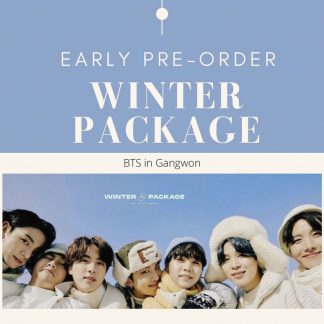 EARLY PRE-ORDER
WINTER
PACKAGE
BTS in Gangwon
WINTER PACKAGE